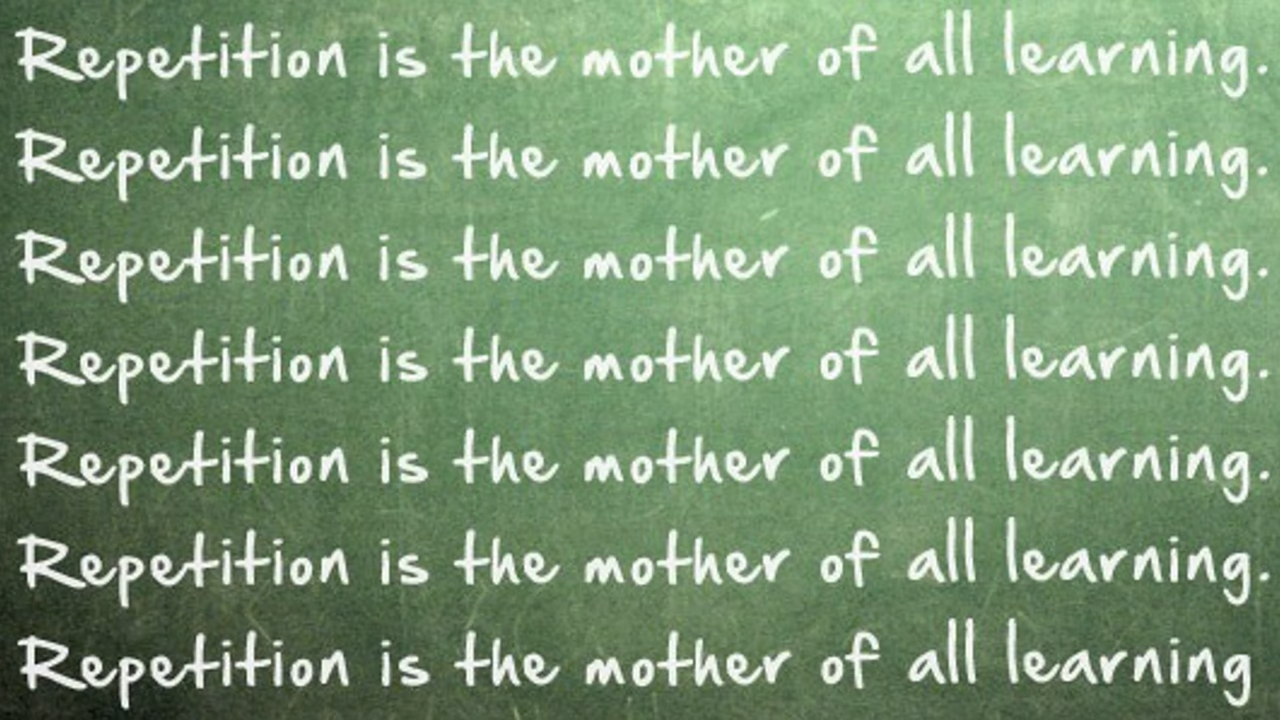 Repetition is the mother of all learning.
Repetition is the mother of all learning.
Repetition is the mother of all learning.
Repetition is the mother of all learning.
Repetition is the mother of all learning.
Repetition is the mother of all learning.
Repetition is the mother of all learning